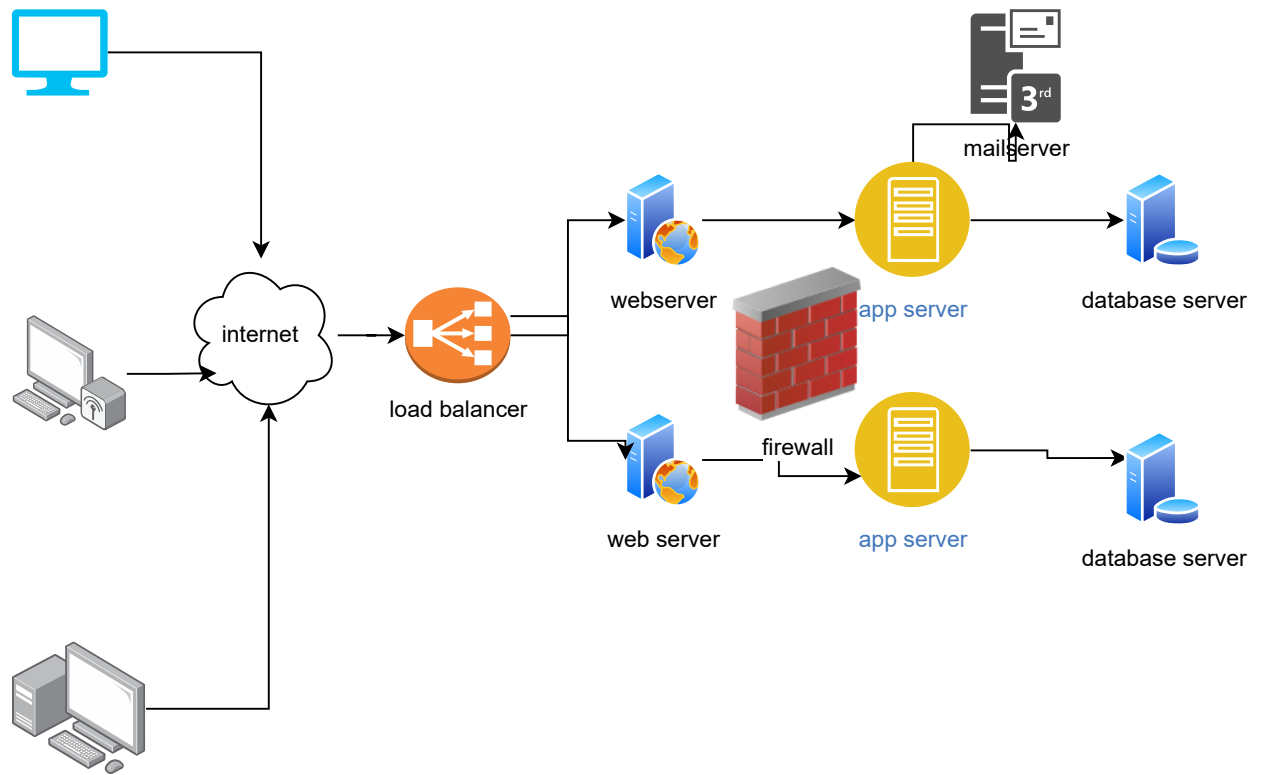 3rd
mailserver
webserver
app server
database server
internet
load balancer
firewall
web server
app server
database server